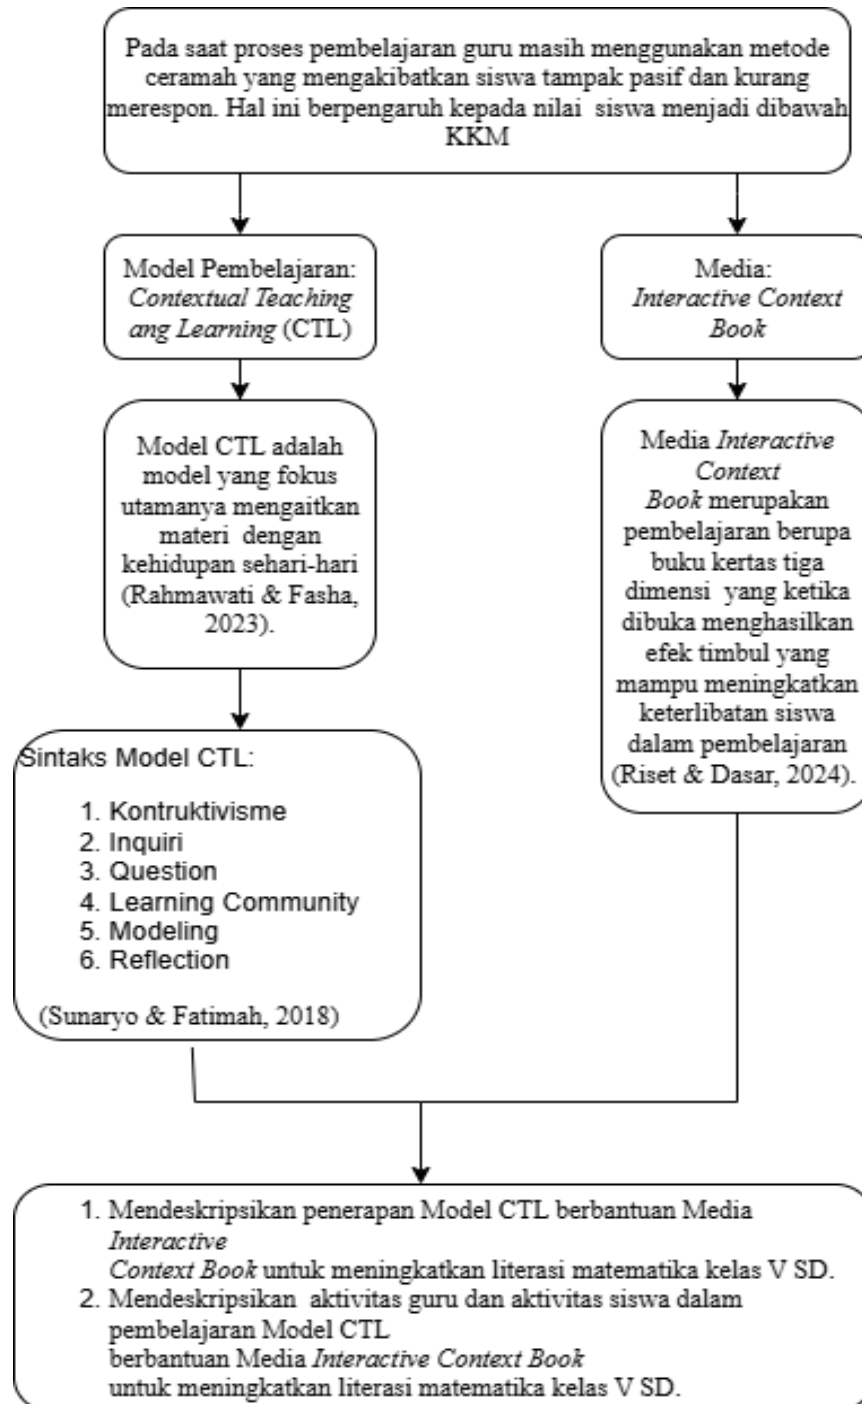 Pada saat proses pembelajaran guru masih menggunakan metode
ceramah yang mengakibatkan siswa tampak pasif dan kurang
merespon. Hal ini berpengaruh kepada nilai siswa menjadi dibawah
KKM
Model Pembelajaran:
Contextual Teaching
ang Learning (CTL)
Media:
Interactive Context
Book
Model CTL adalah
model yang fokus
utamanya mengaitkan
materi dengan
kehidupan sehari-hari
(Rahmawati & Fasha,
2023).
Media Interactive
Context
Book merupakan
pembelajaran berupa
buku kertas tiga
dimensi yang ketika
dibuka menghasilkan
efek timbul yang
mampu meningkatkan
keterlibatan siswa
dalam pembelajaran
(Riset & Dasar, 2024).
Sintaks Model CTL:
1. Kontruktivisme
2. Inquiri
3. Question
4. Learning Community
5. Modeling
6. Reflection
(Sunaryo & Fatimah, 2018)
1. Mendeskripsikan penerapan Model CTL berbantuan Media
Interactive
Context Book untuk meningkatkan literasi matematika kelas V SD.
2. Mendeskripsikan aktivitas guru dan aktivitas siswa dalam
pembelajaran Model CTL
berbantuan Media Interactive Context Book
untuk meningkatkan literasi matematika kelas V SD.